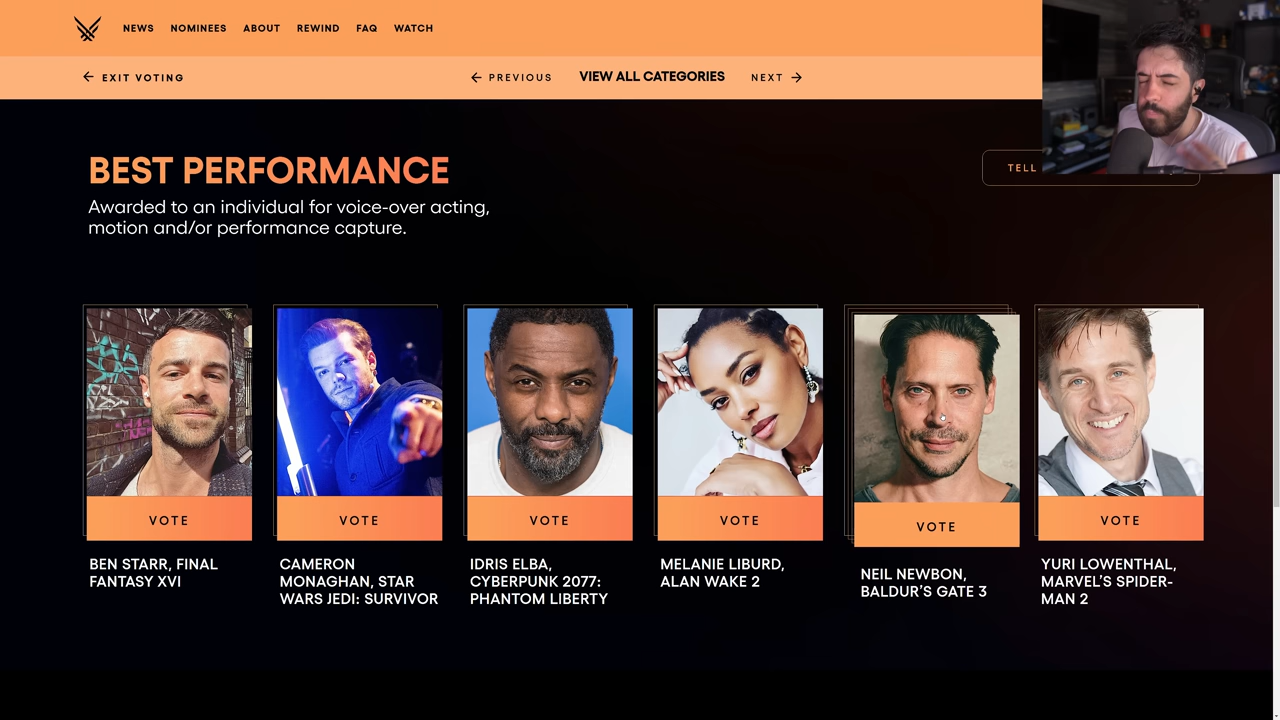 NEWS NOMINEES ABOUT REWIND FAQ WATCH
EXIT VOTING PREVIOUS VIEW ALL CATEGORIES NEXT
BEST PERFORMANCE
TELL
Awarded to an individual for voice-over acting,
motion and/or performance capture.
VOTE VOTE VOTE VOTE VOTE VOTE
BEN STARR, FINAL
FANTASY XVI
CAMERON
MONAGHAN, STAR
WARS JEDI: SURVIVOR
IDRIS ELBA,
CYBERPUNK 2077:
PHANTOM LIBERTY
MELANIE LIBURD,
ALAN WAKE 2
NEIL NEWBON,
BALDUR'S GATE 3
YURI LOWENTHAL,
MARVEL'S SPIDER-
MAN 2